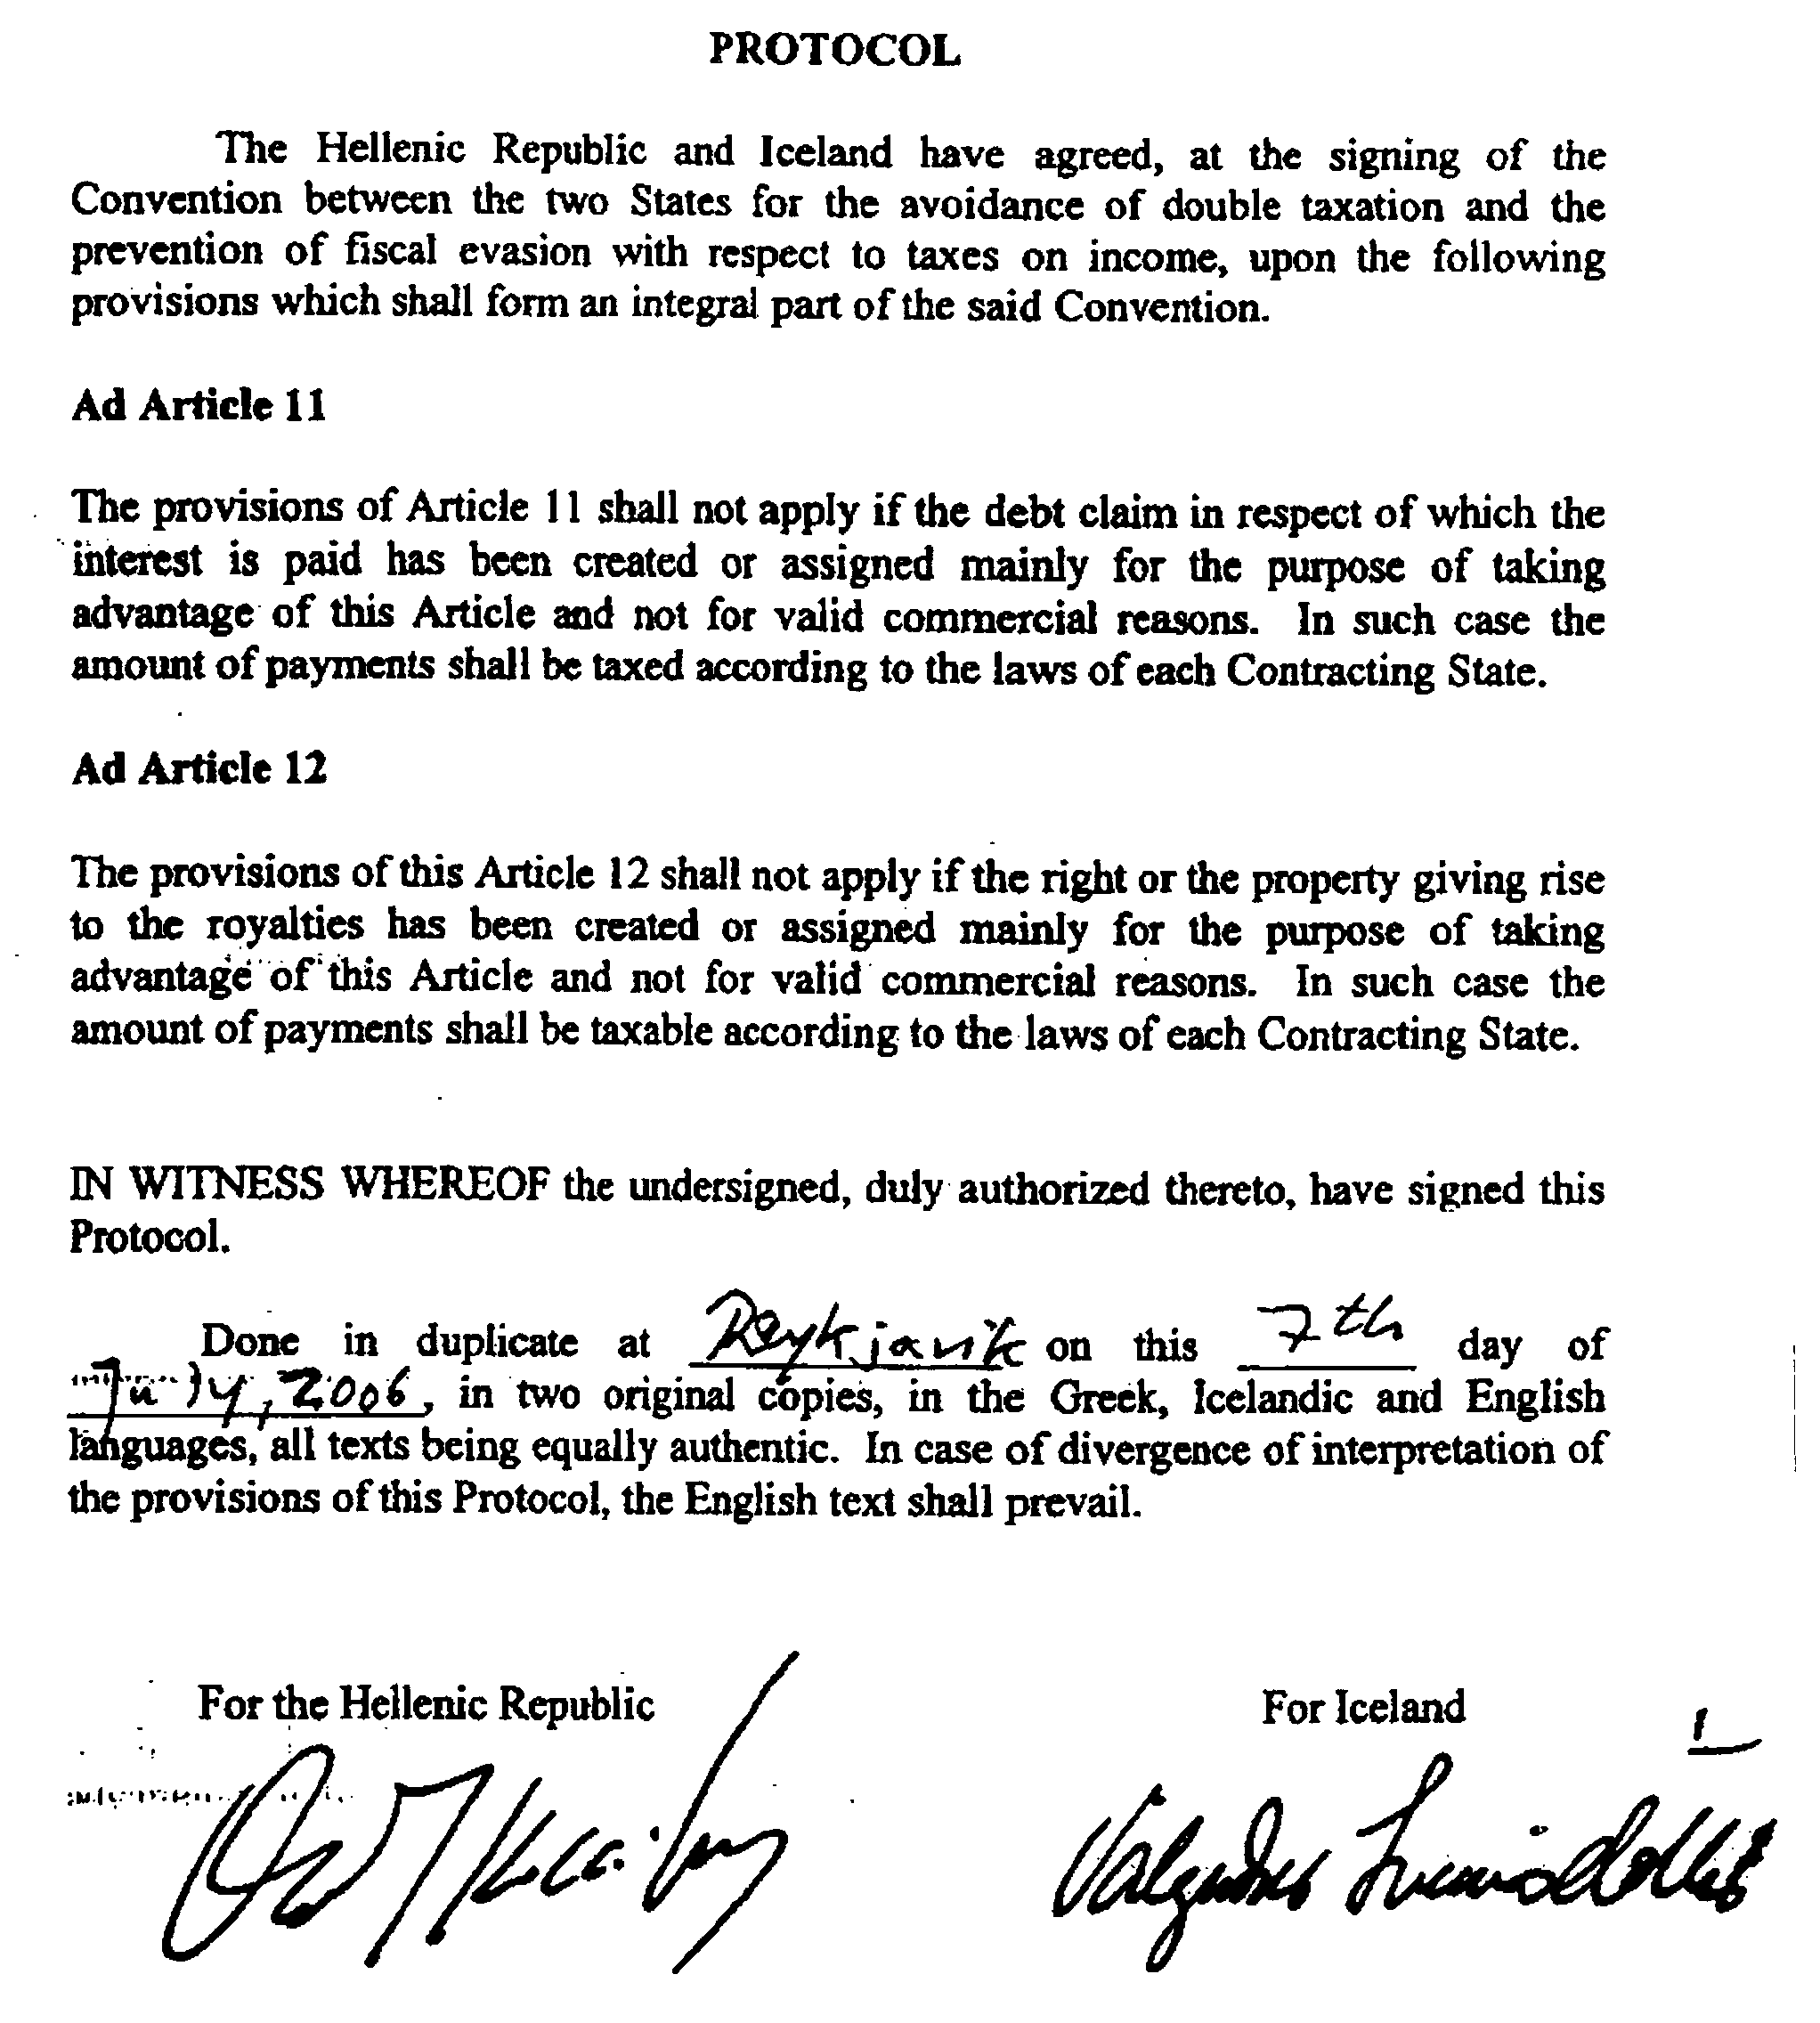 PROTOCOL
The Hellenic Republic and Iceland have agreed, at the signing of the
Convention between the two States for the avoidance of double taxation and the
prevention of fiscal evasion with respect to taxes on income, upon the following
provisions which shall form an integral part of the said Convention.
Ad Article 11
The provisions of Article 11 shall not apply if the debt claim in respect of which the
interest is paid has been created or assigned mainly for the purpose of taking
advantage of this Article and not for valid commercial reasons. In such case the
amount of payments shall be taxed according to the laws of each Contracting State.
Ad Article 12
The provisions of this Article 12 shall not apply if the right or the property giving rise
to the royalties has been created or assigned mainly for the purpose of taking
advantage of this Article and not for valid commercial reasons. In such case the
amount of payments shall be taxable according to the laws of each Contracting State.
IN WITNESS WHEREOF the undersigned, duly authorized thereto, have signed this
Protocol.
Done in duplicate at Reykjavik on this 7th day of
July, 2006, in two original copies, in the Greek, Icelandic and English
languages, all texts being equally authentic. In case of divergence of interpretation of
the provisions of this Protocol, the English text shall prevail.
For the Hellenic Republic
For Iceland